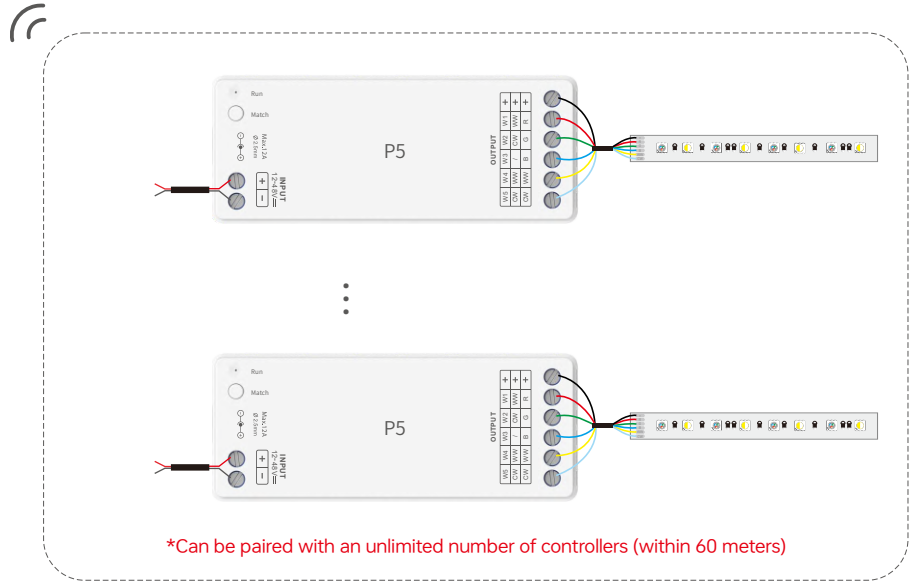 Run
Match
Max.12A
Ø 2.5mm
P5
INPUT
12~48V
+
−
OUTPUT
+ + +
W1 WW R
W2 CW G
W3 / B
W4 WW WW
W5 CW CW
Run
Match
Max.12A
Ø 2.5mm
P5
INPUT
12~48V
+
−
OUTPUT
+ + +
W1 WW R
W2 CW G
W3 / B
W4 WW WW
W5 CW CW
*Can be paired with an unlimited number of controllers (within 60 meters)